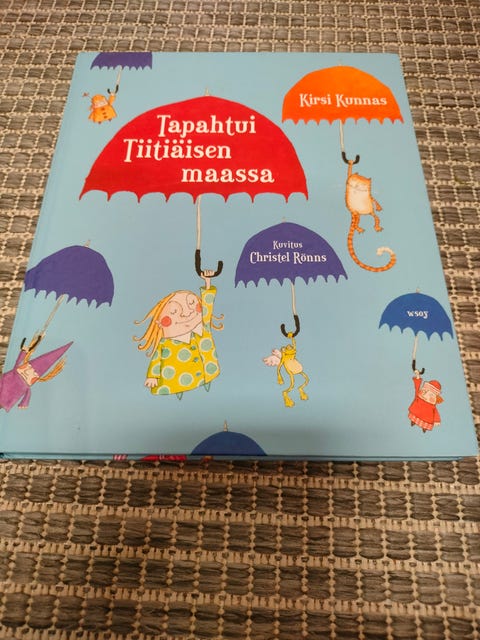 Kirsi Kunnas
Tapahtui
Tiitiäisen
maassa
Kuvitus
Christel Rönns
WSOY